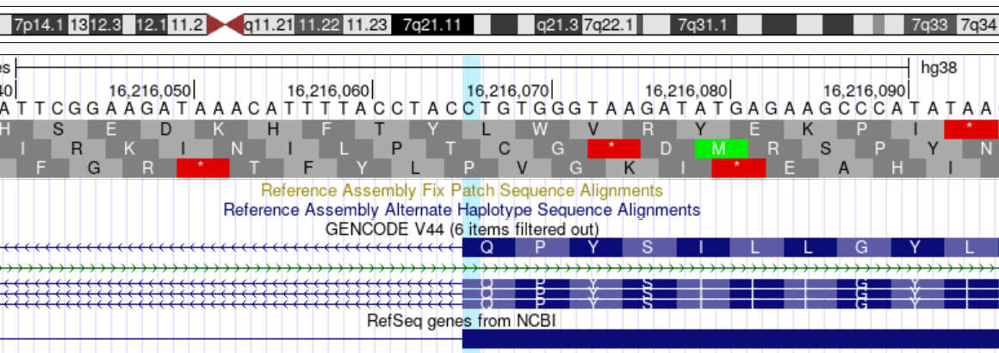 7p14.1 13 12.3 12.1 11.2 q11.21 11.22 11.23 7q21.11 q21.3 7q22.1 7q31.1 7q33 7q34
es hg38
40| 16,216,050| 16,216,060| 16,216,070| 16,216,080| 16,216,090|
A T T C G G A A G A T A A A C A T T T T A C C T A C C T G T G G G T A A G A T A T G A G A A G C C C A T A T A A
H S E D K H F T Y L W V R Y E K P I *
I R K I N I L P T C G * D M R S P Y N
F G R * T F Y L P V G K I * E A H I
Reference Assembly Fix Patch Sequence Alignments
Reference Assembly Alternate Haplotype Sequence Alignments
GENCODE V44 (6 items filtered out)
Q P Y S I L L G Y L
RefSeq genes from NCBI